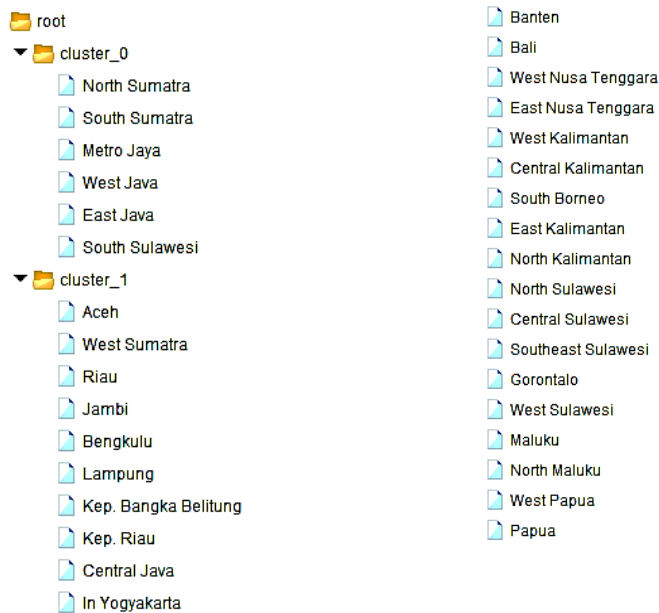 root
cluster_0
North Sumatra
South Sumatra
Metro Jaya
West Java
East Java
South Sulawesi
cluster_1
Aceh
West Sumatra
Riau
Jambi
Bengkulu
Lampung
Kep. Bangka Belitung
Kep. Riau
Central Java
In Yogyakarta
Banten
Bali
West Nusa Tenggara
East Nusa Tenggara
West Kalimantan
Central Kalimantan
South Borneo
East Kalimantan
North Kalimantan
North Sulawesi
Central Sulawesi
Southeast Sulawesi
Gorontalo
West Sulawesi
Maluku
North Maluku
West Papua
Papua